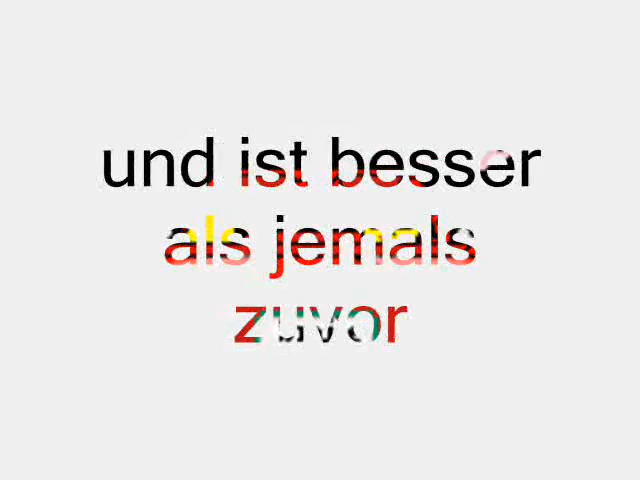 und ist besser
als jemals
zuvor